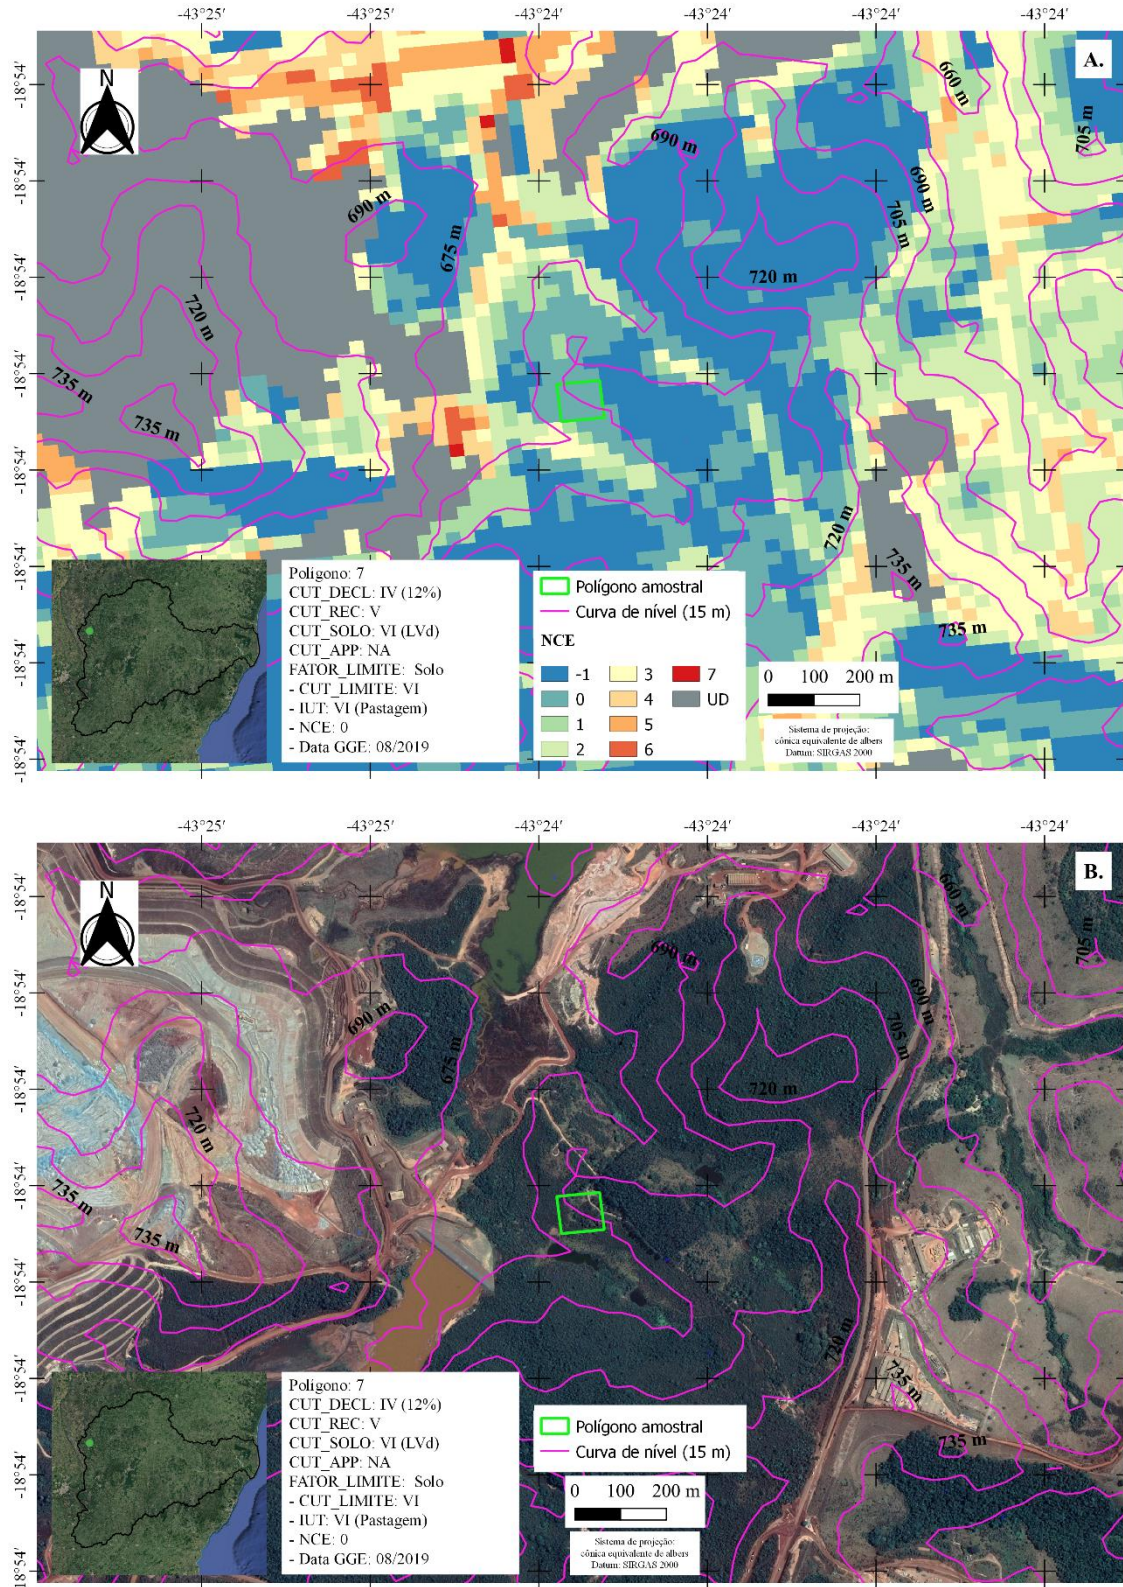 -43°25' -43°25' -43°24' -43°24' -43°24' -43°24'
A.
N
-18°54'
-18°54'
-18°54'
-18°54'
-18°54'
-18°54'
-18°54'
-18°54'
660 m
705 m
690 m
690 m
690 m
675 m
705 m
720 m
720 m
735 m
735 m
720 m
735 m
735 m
Polígono: 7
CUT_DECL: IV (12%)
CUT_REC: V
CUT_SOLO: VI (LVd)
CUT_APP: NA
FATOR_LIMITE: Solo
- CUT_LIMITE: VI
- IUT: VI (Pastagem)
- NCE: 0
- Data GGE: 08/2019
Polígono amostral
Curva de nível (15 m)
NCE
-1 3 7
0 4 UD
1 5
2 6
0 100 200 m
Sistema de projeção:
cônica equivalente de albers
Datum: SIRGAS 2000
-43°25' -43°25' -43°24' -43°24' -43°24' -43°24'
B.
N
-18°54'
-18°54'
-18°54'
-18°54'
-18°54'
-18°54'
-18°54'
-18°54'
660 m
705 m
690 m
690 m
690 m
675 m
705 m
720 m
720 m
735 m
735 m
720 m
735 m
735 m
Polígono: 7
CUT_DECL: IV (12%)
CUT_REC: V
CUT_SOLO: VI (LVd)
CUT_APP: NA
FATOR_LIMITE: Solo
- CUT_LIMITE: VI
- IUT: VI (Pastagem)
- NCE: 0
- Data GGE: 08/2019
Polígono amostral
Curva de nível (15 m)
0 100 200 m
Sistema de projeção:
cônica equivalente de albers
Datum: SIRGAS 2000